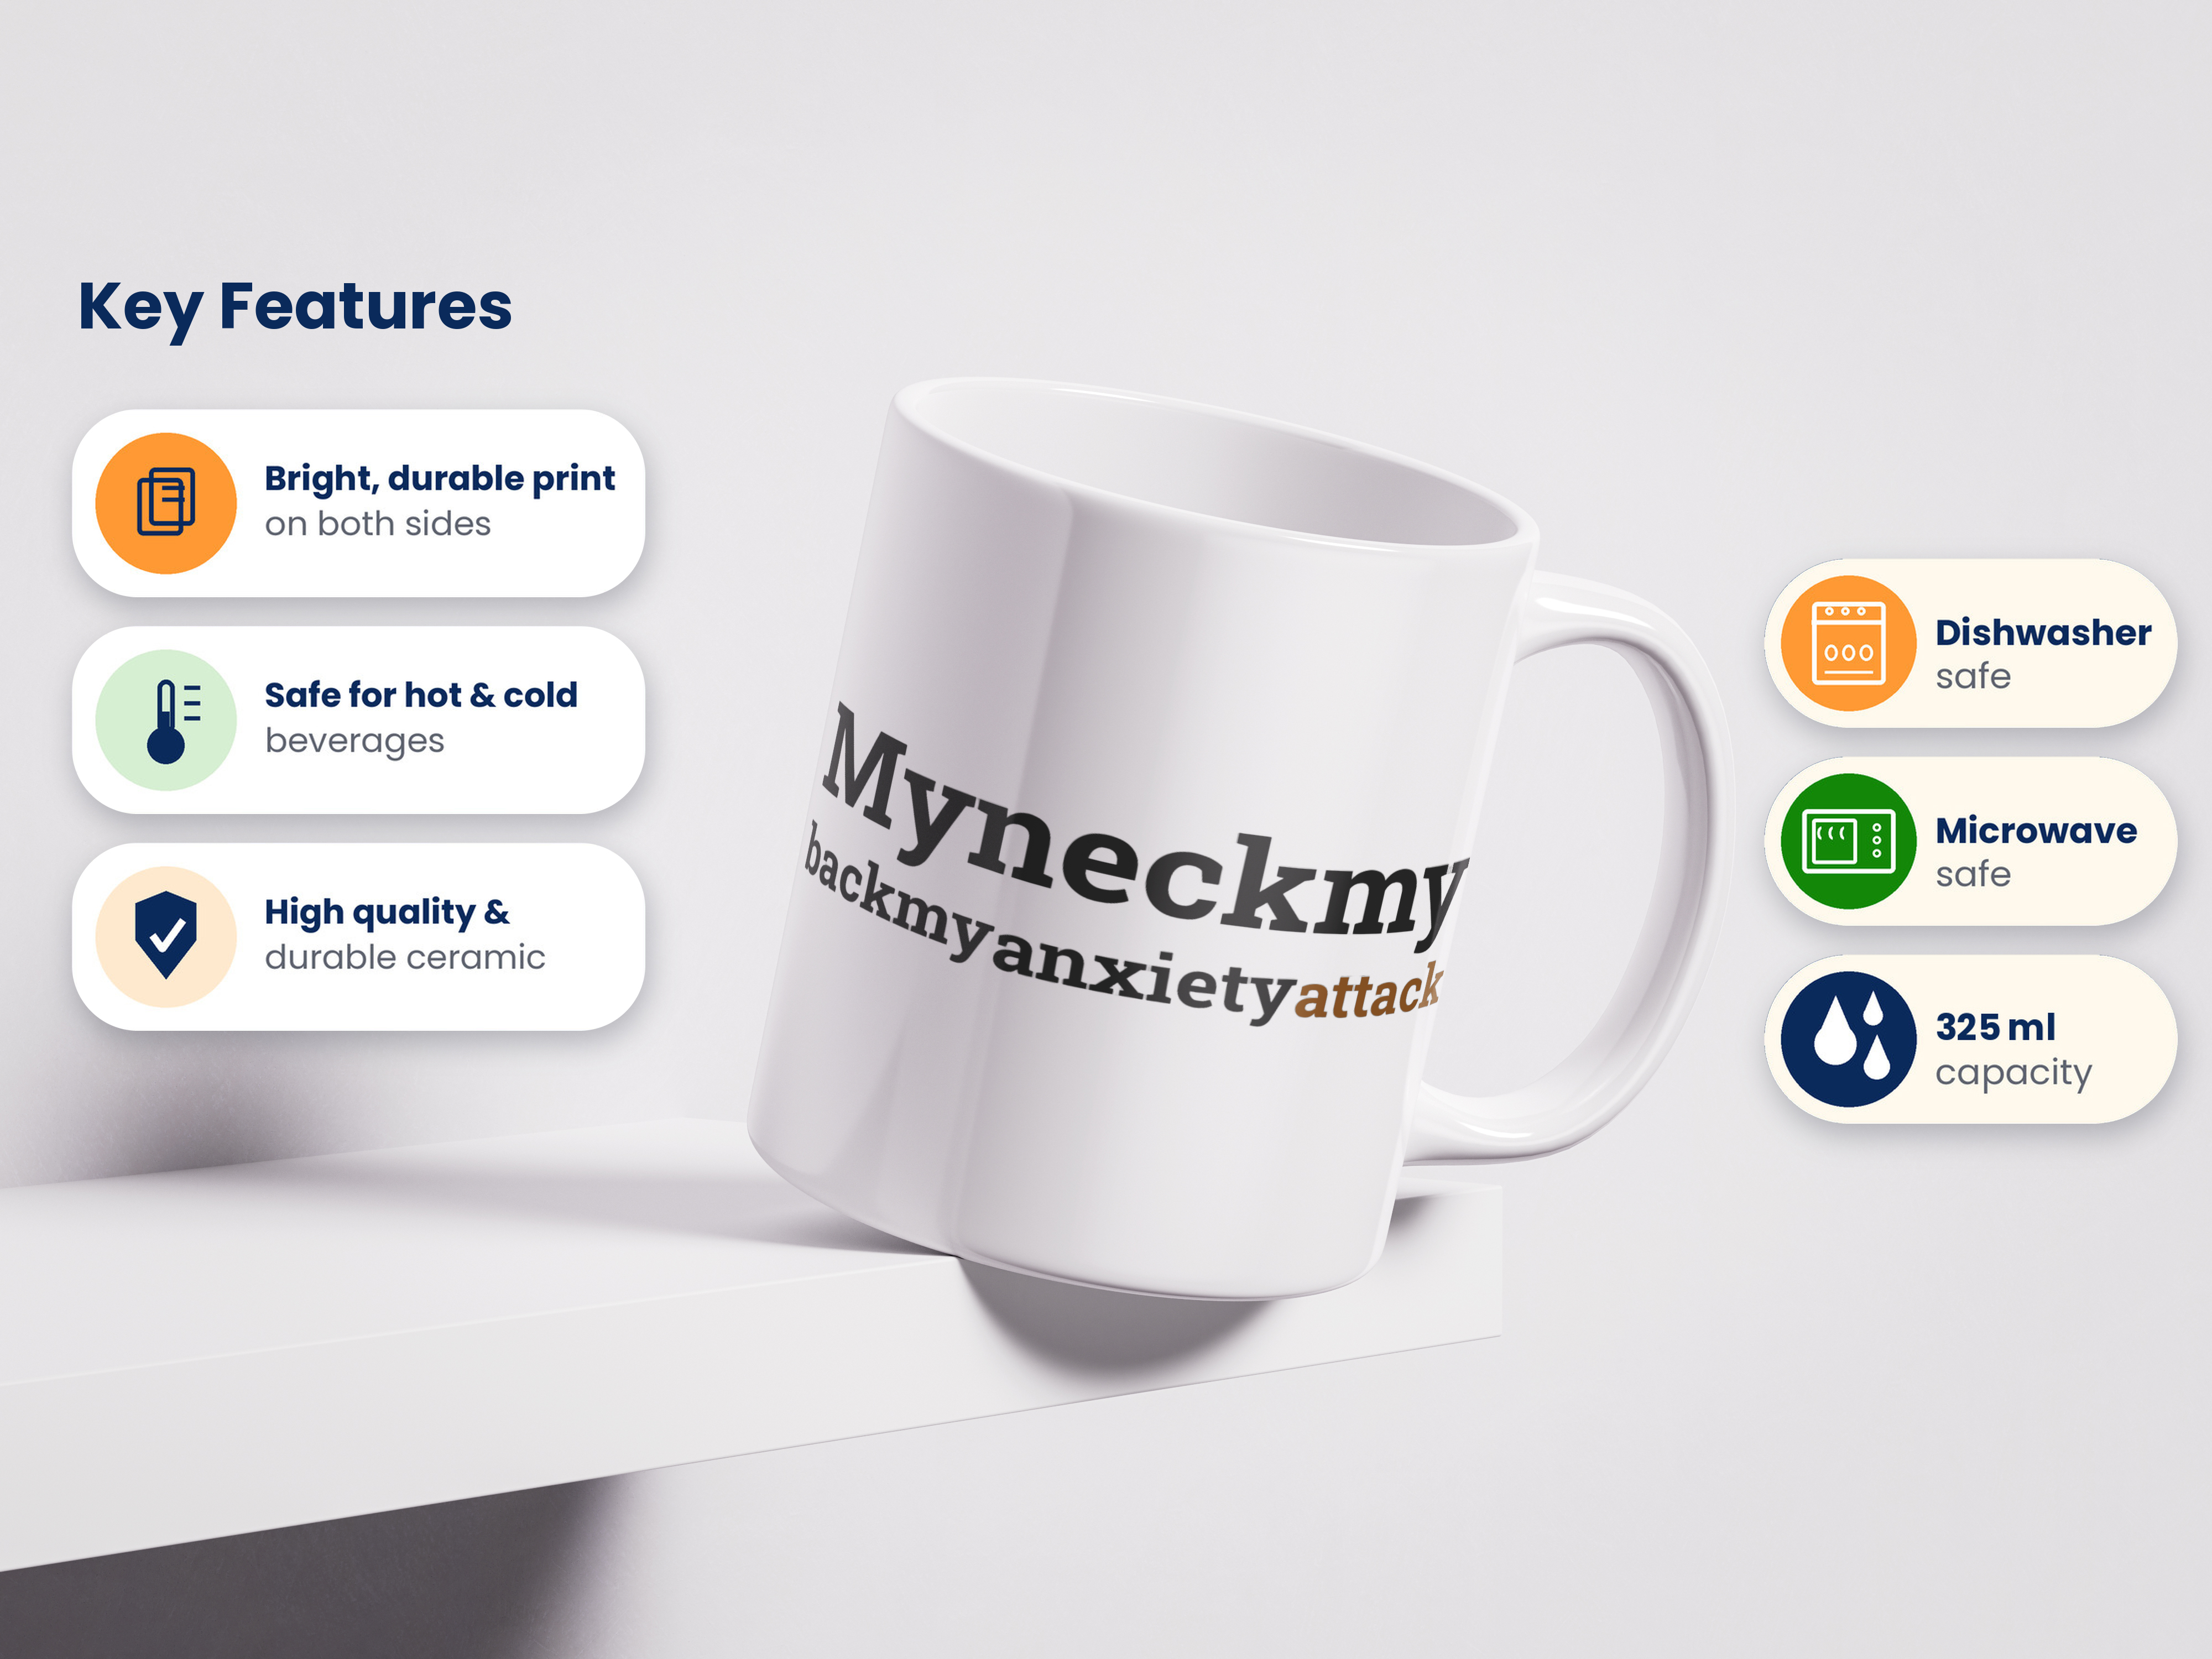 Key Features
Bright, durable print
on both sides
Safe for hot & cold
beverages
High quality &
durable ceramic
Myneckmy
backmyanxietyattack
Dishwasher
safe
Microwave
safe
325 ml
capacity